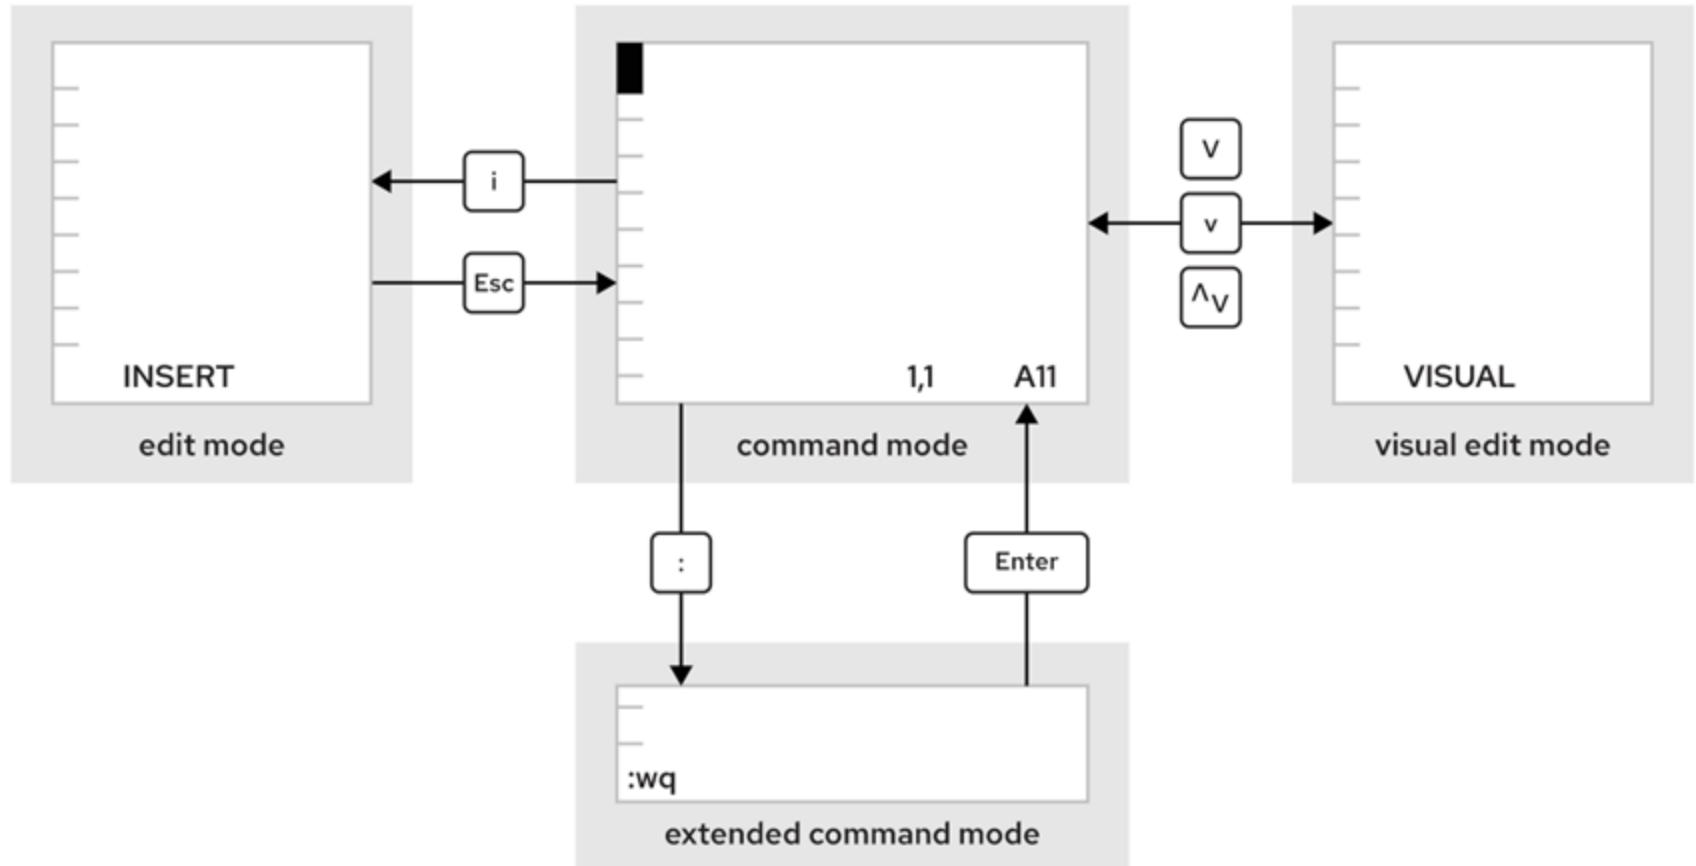 V
i
v
Esc
^V
INSERT
1,1
A11
VISUAL
edit mode
command mode
visual edit mode
:
Enter
:wq
extended command mode